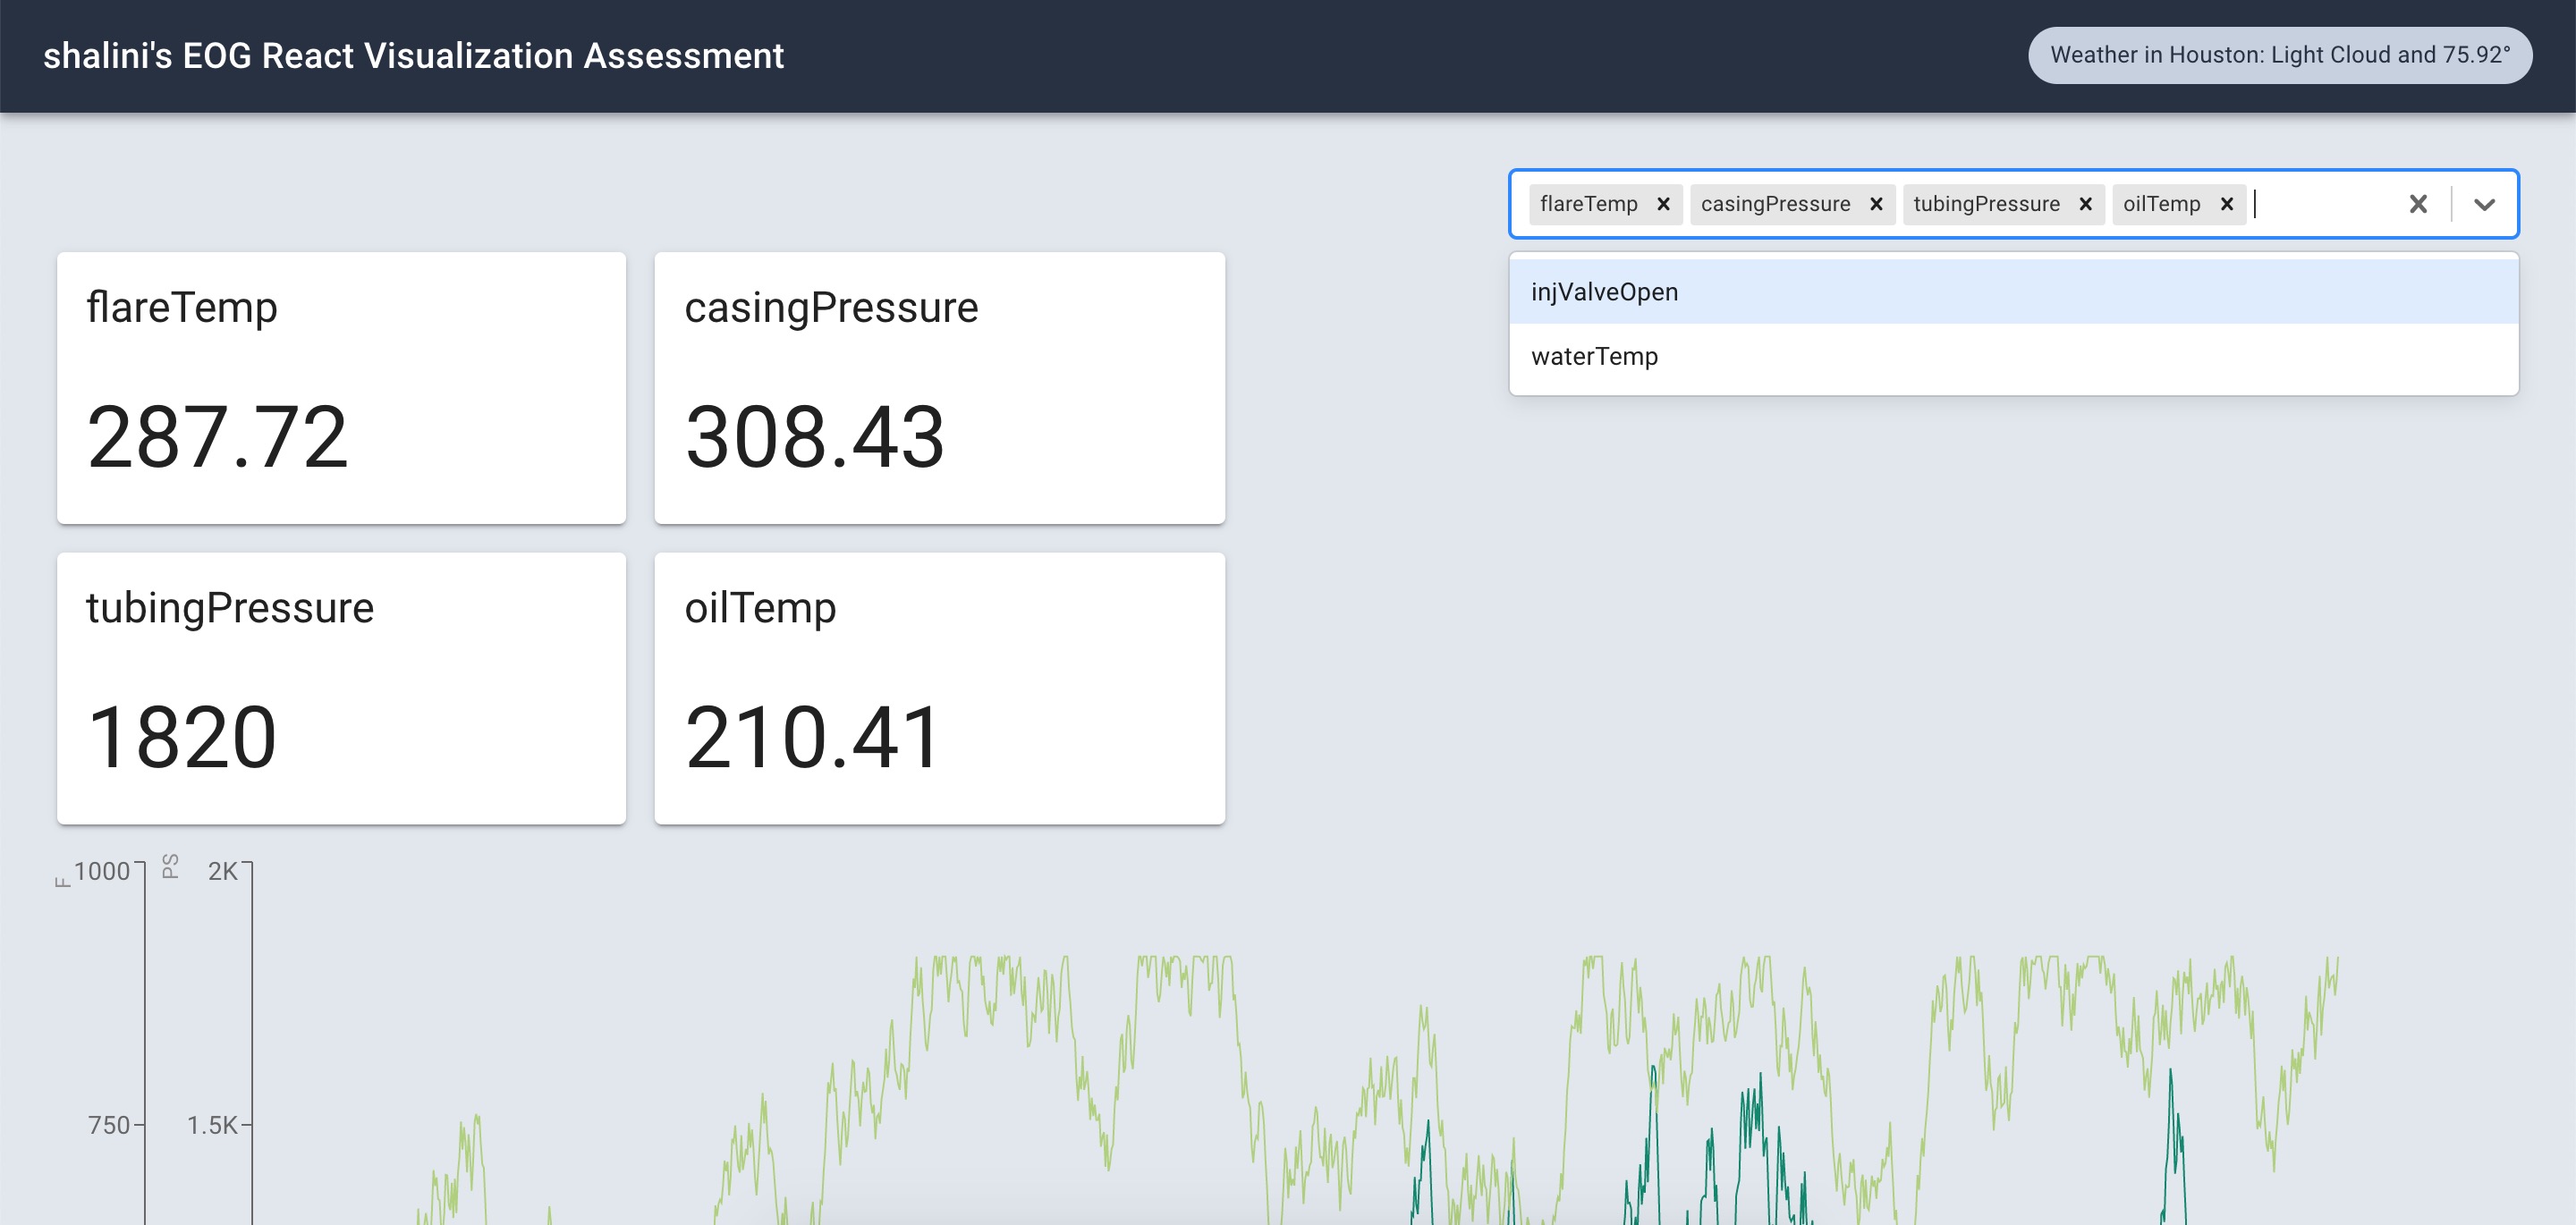 shalini's EOG React Visualization Assessment
Weather in Houston: Light Cloud and 75.92°
flareTemp casingPressure tubingPressure oilTemp
injValveOpen
waterTemp
flareTemp
287.72
casingPressure
308.43
tubingPressure
1820
oilTemp
210.41
F 1000 PS 2K
750 1.5K